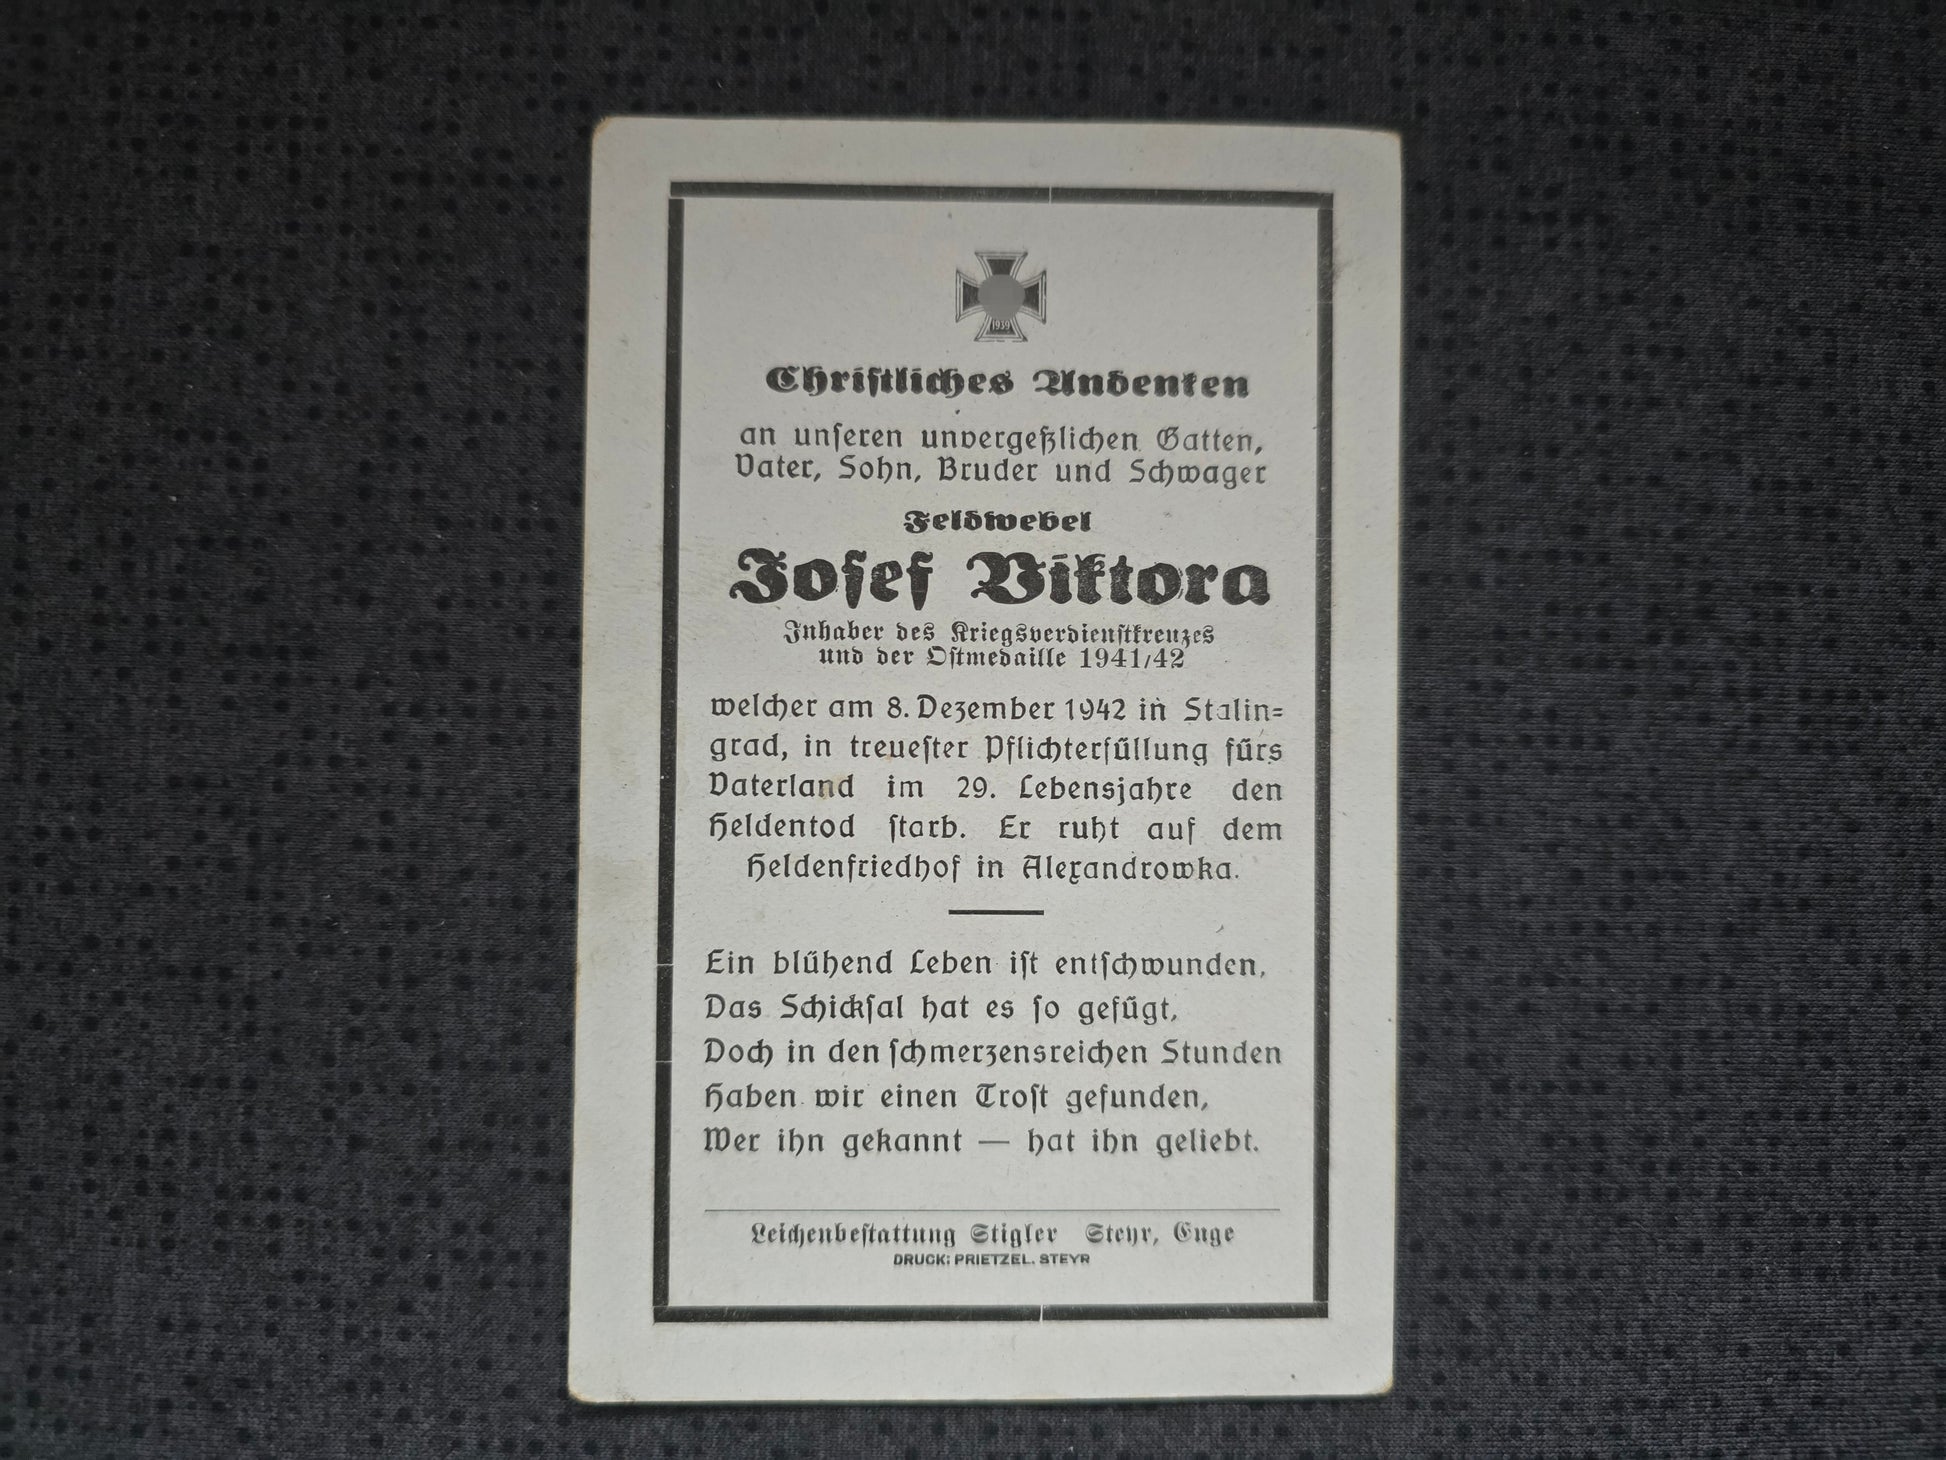 1939
Christliches Andenken
an unseren unvergeßlichen Gatten,
Vater, Sohn, Bruder und Schwager
Feldwebel
Josef Viktora
Inhaber des Kriegsverdienstkreuzes
und der Ostmedaille 1941/42
welcher am 8. Dezember 1942 in Stalin=
grad, in treuester Pflichterfüllung fürs
Vaterland im 29. Lebensjahre den
Heldentod starb. Er ruht auf dem
Heldenfriedhof in Alexandrowka.
Ein blühend Leben ist entschwunden,
Das Schicksal hat es so gefügt,
Doch in den schmerzensreichen Stunden
Haben wir einen Trost gefunden,
Wer ihn gekannt — hat ihn geliebt.
Leichenbestattung Stigler Steyr, Enge
DRUCK: PRIETZEL, STEYR